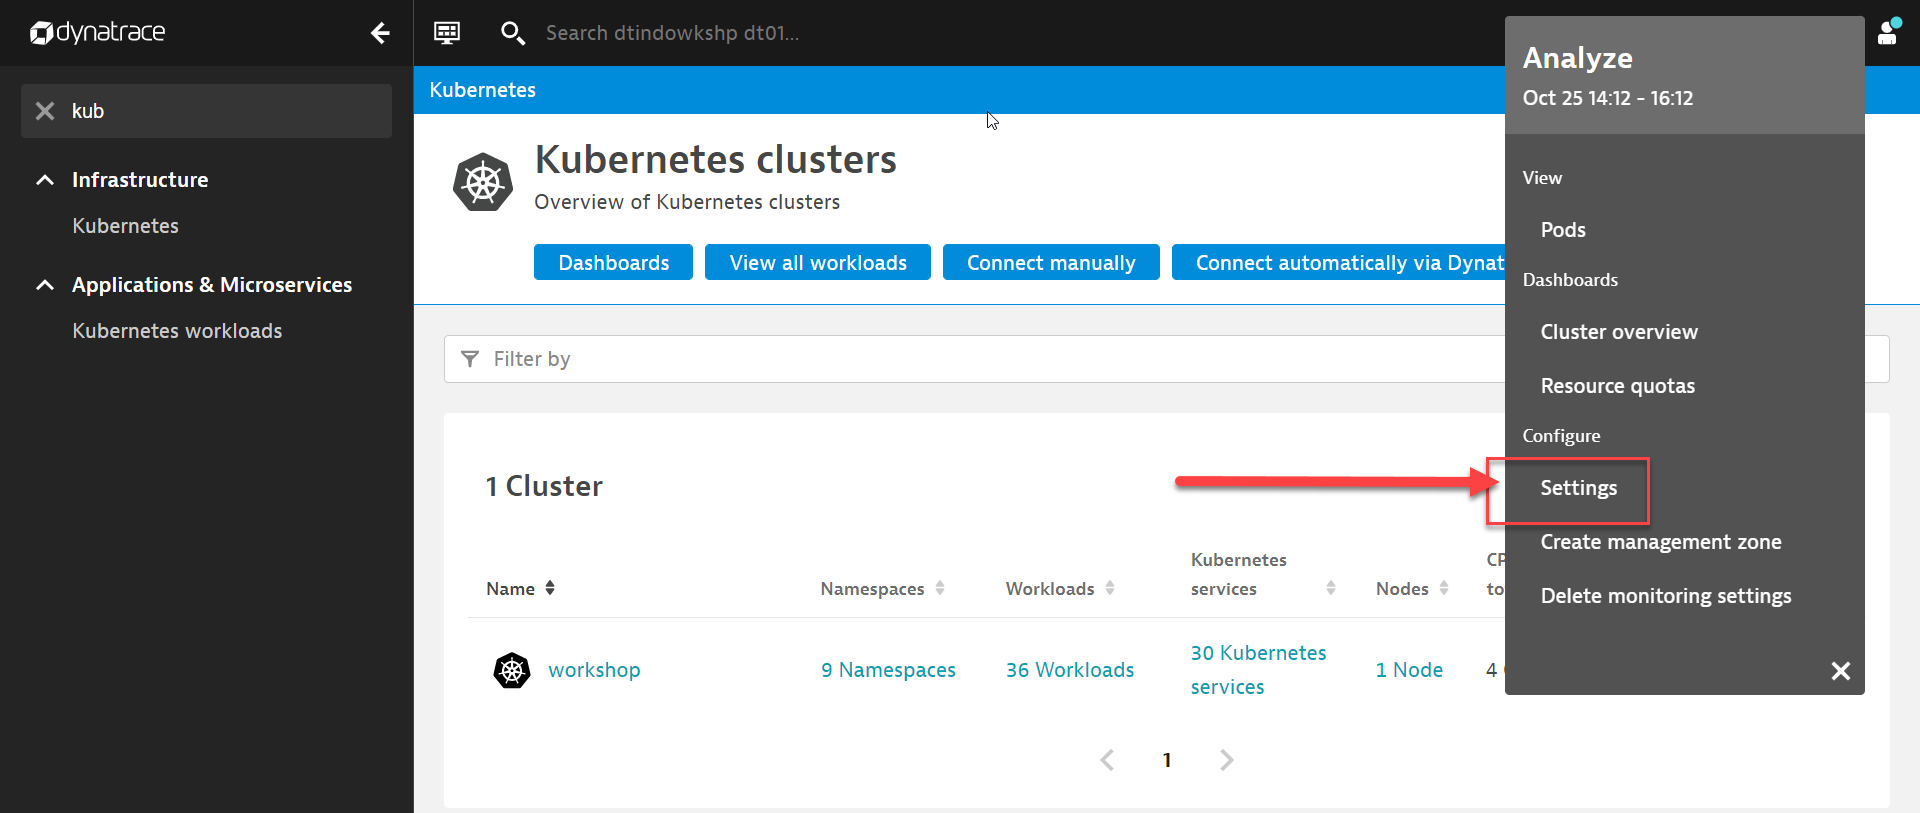 dynatrace
Search dtindowkshp dt01...
kub
Infrastructure
Kubernetes
Applications & Microservices
Kubernetes workloads
Kubernetes
Kubernetes clusters
Overview of Kubernetes clusters
Dashboards
View all workloads
Connect manually
Connect automatically via Dynat
Filter by
1 Cluster
Name
Namespaces
Workloads
Kubernetes
services
Nodes
CP
to
workshop
9 Namespaces
36 Workloads
30 Kubernetes
services
1 Node
4
1
Analyze
Oct 25 14:12 - 16:12
View
Pods
Dashboards
Cluster overview
Resource quotas
Configure
Settings
Create management zone
Delete monitoring settings